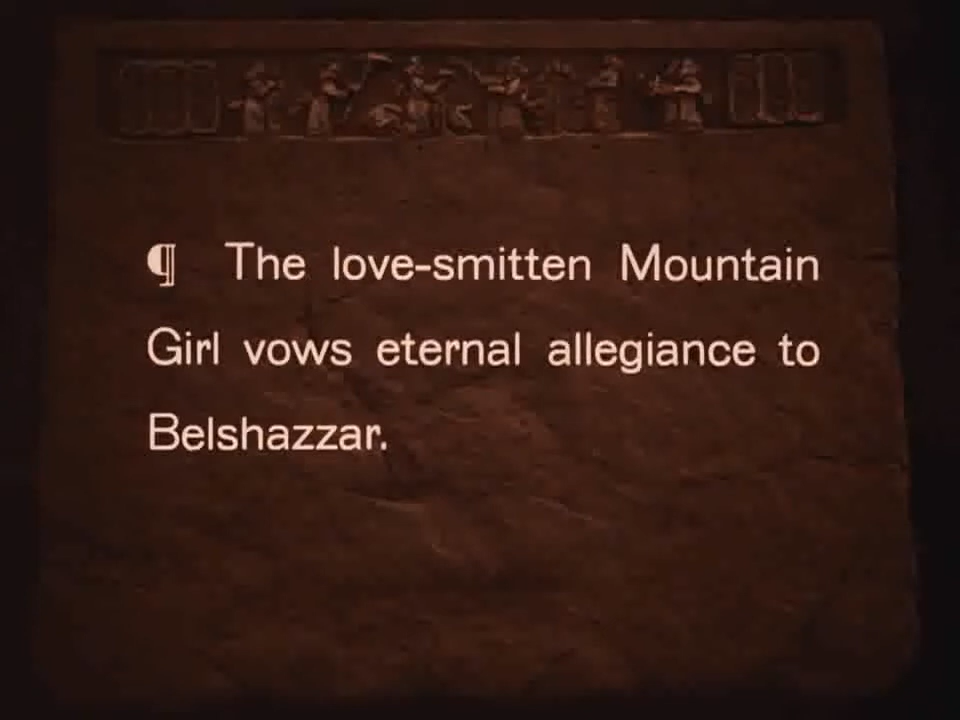 ¶ The love-smitten Mountain
Girl vows eternal allegiance to
Belshazzar.